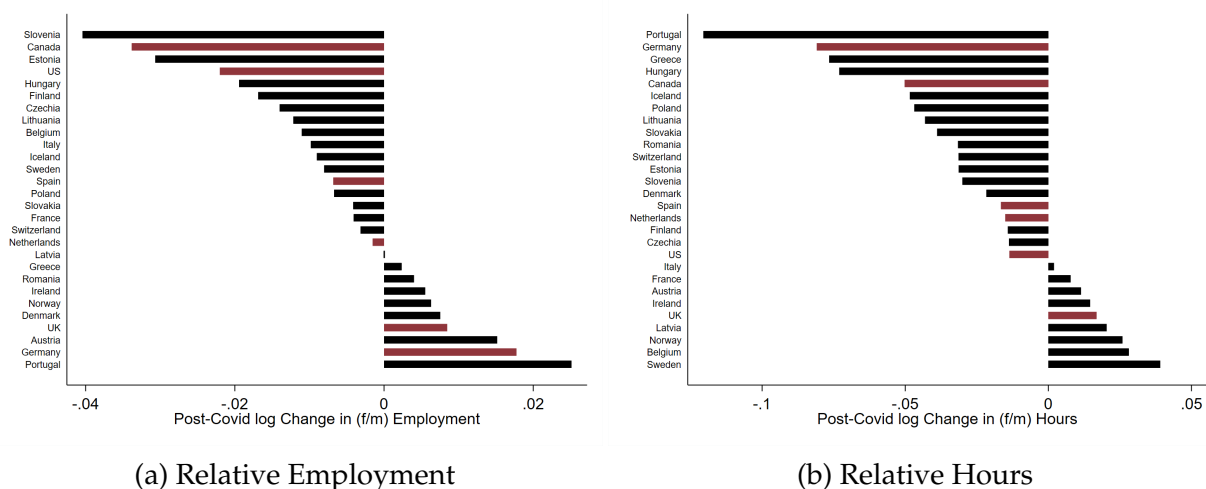 Slovenia
Canada
Estonia
US
Hungary
Finland
Czechia
Lithuania
Belgium
Italy
Iceland
Sweden
Spain
Poland
Slovakia
France
Switzerland
Netherlands
Latvia
Greece
Romania
Ireland
Norway
Denmark
UK
Austria
Germany
Portugal
-.04 -.02 0 .02
Post-Covid log Change in (f/m) Employment
(a) Relative Employment
Portugal
Germany
Greece
Hungary
Canada
Iceland
Poland
Lithuania
Slovakia
Romania
Switzerland
Estonia
Slovenia
Denmark
Spain
Netherlands
Finland
Czechia
US
Italy
France
Austria
Ireland
UK
Latvia
Norway
Belgium
Sweden
-.1 -.05 0 .05
Post-Covid log Change in (f/m) Hours
(b) Relative Hours